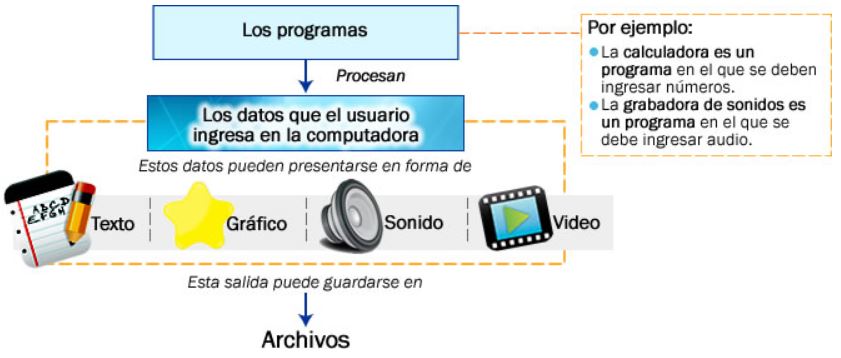 Los programas
Por ejemplo:
La calculadora es un
programa en el que se deben
ingresar números.
La grabadora de sonidos es
un programa en el que se
debe ingresar audio.
Procesan
Los datos que el usuario
ingresa en la computadora
Estos datos pueden presentarse en forma de
ABCD
EFGH
Texto
Gráfico
Sonido
Video
Esta salida puede guardarse en
Archivos